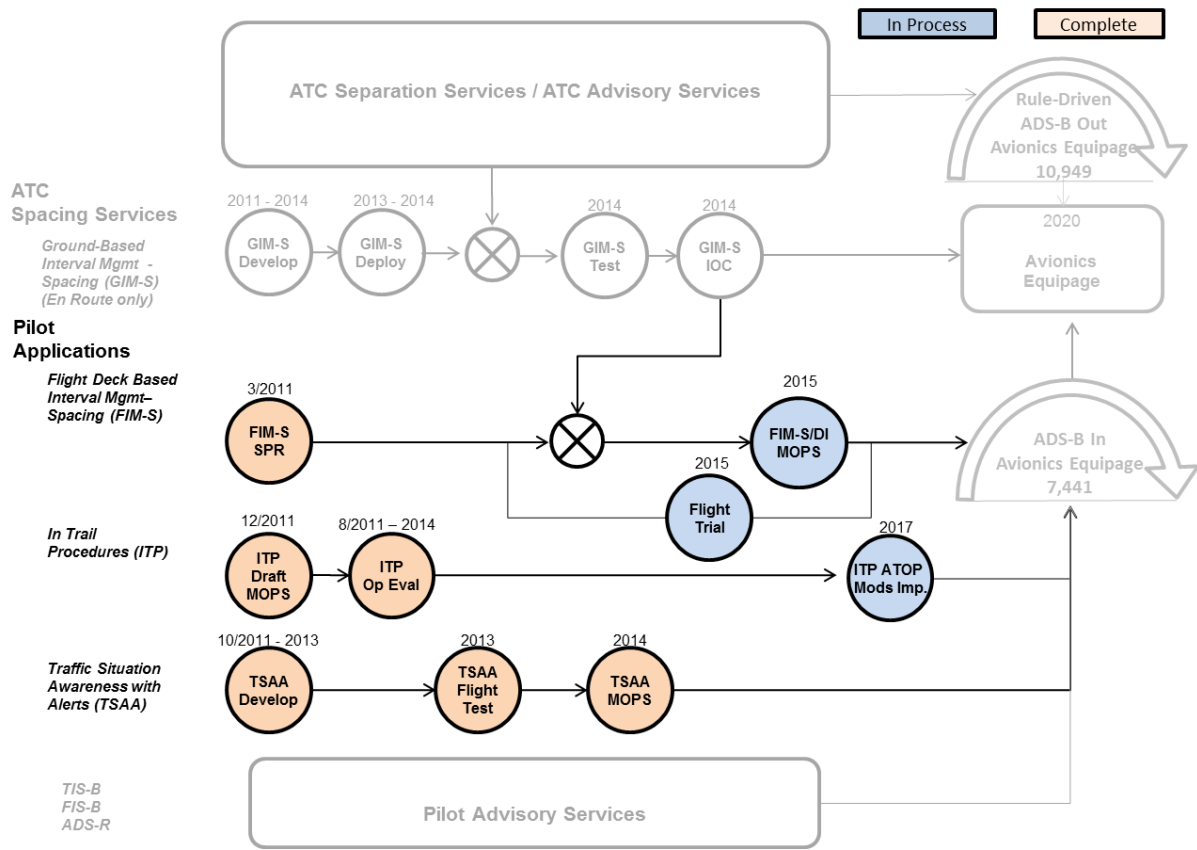 In Process
Complete
ATC Separation Services / ATC Advisory Services
Rule-Driven
ADS-B Out
Avionics Equipage
10,949
ATC
Spacing Services
Ground-Based
Interval Mgmt -
Spacing (GIM-S)
(En Route only)
2011 - 2014
GIM-S
Develop
2013 - 2014
GIM-S
Deploy
2014
GIM-S
Test
2014
GIM-S
IOC
2020
Avionics
Equipage
Pilot
Applications
Flight Deck Based
Interval Mgmt–
Spacing (FIM-S)
3/2011
FIM-S
SPR
2015
FIM-S/DI
MOPS
2015
Flight
Trial
ADS-B In
Avionics Equipage
7,441
In Trail
Procedures (ITP)
12/2011
ITP
Draft
MOPS
8/2011 – 2014
ITP
Op Eval
2017
ITP ATOP
Mods Imp.
Traffic Situation
Awareness with
Alerts (TSAA)
10/2011 - 2013
TSAA
Develop
2013
TSAA
Flight
Test
2014
TSAA
MOPS
TIS-B
FIS-B
ADS-R
Pilot Advisory Services